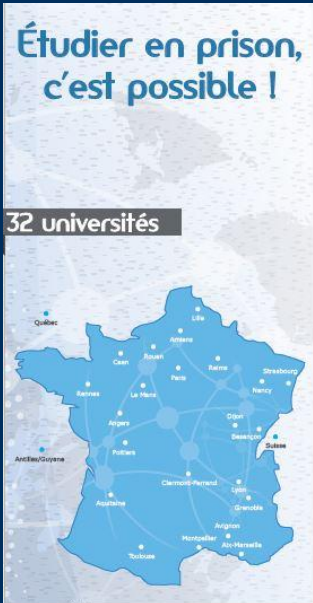 Étudier en prison,
c'est possible !
32 universités
Lille
Québec
Amiens
Rouen
Caen
Reims
Strasbourg
Paris
Nancy
Rennes
Le Mans
Angers
Dijon
Besançon
Suisse
Poitiers
Antilles/Guyane
Clermont-Ferrand
Lyon
Aquitaine
Grenoble
Avignon
Montpellier
Aix-Marseille
Toulouse